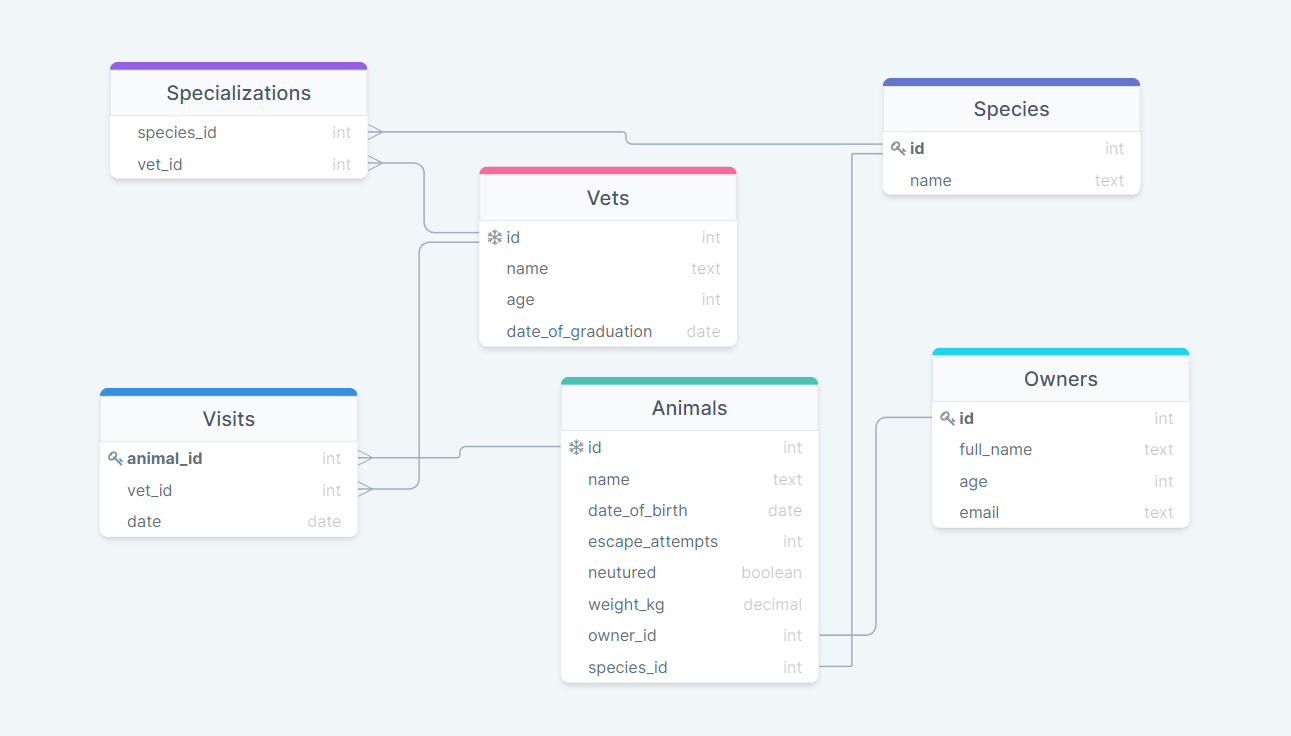 Specializations
species_id int
vet_id int
Species
id int
name text
Vets
id int
name text
age int
date_of_graduation date
Owners
id int
full_name text
age int
email text
Animals
id int
name text
date_of_birth date
escape_attempts int
neutured boolean
weight_kg decimal
owner_id int
species_id int
Visits
animal_id int
vet_id int
date date